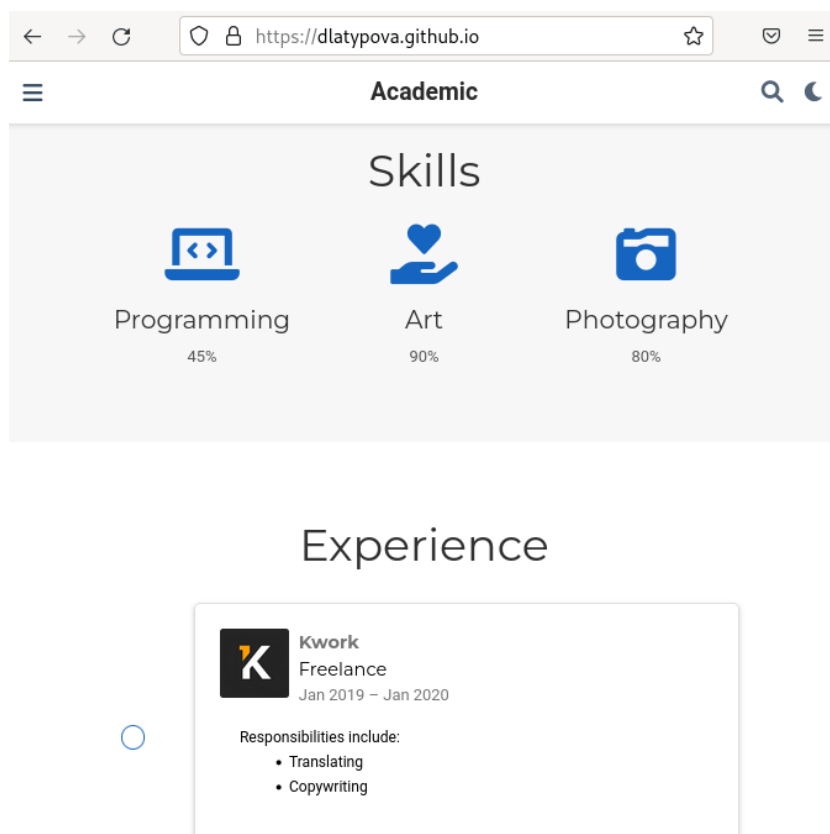 https://dlatypova.github.io
Academic
Skills
Programming Art Photography
45% 90% 80%
Experience
Kwork
Freelance
Jan 2019 – Jan 2020
Responsibilities include:
• Translating
• Copywriting